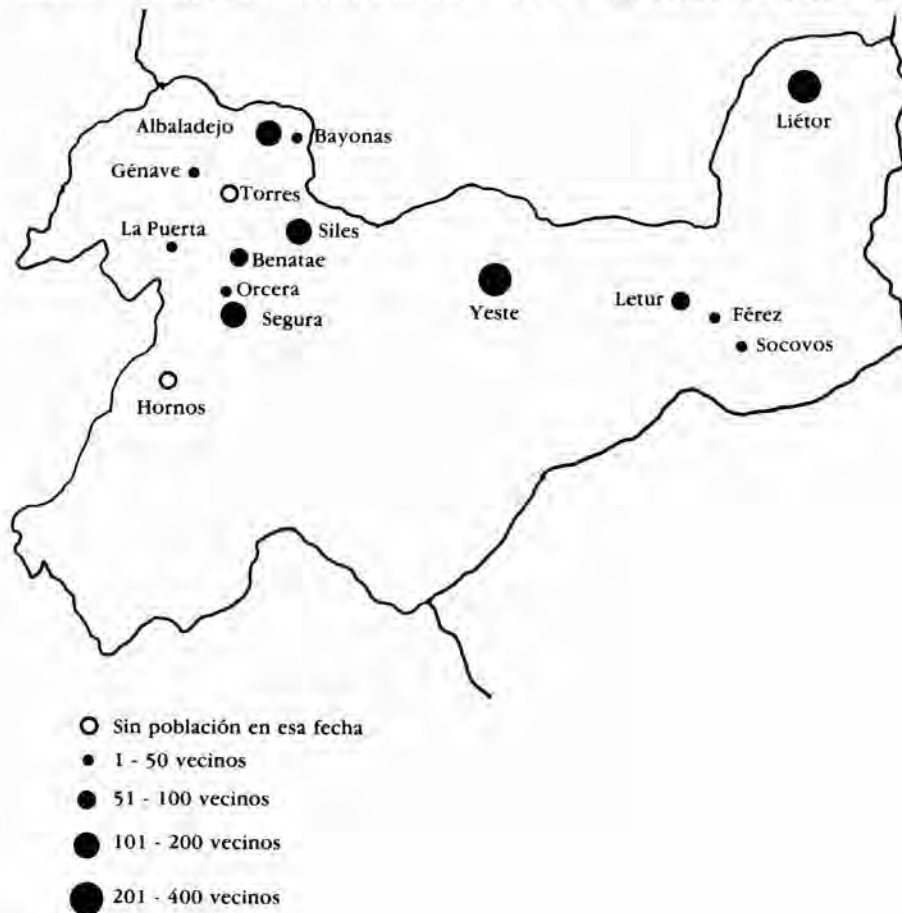 Albaladejo
Bayonas
Liétor
Génave
Torres
La Puerta
Siles
Benatae
Orcera
Segura
Yeste
Letur
Férez
Socovos
Hornos
Sin población en esa fecha
1 - 50 vecinos
51 - 100 vecinos
101 - 200 vecinos
201 - 400 vecinos